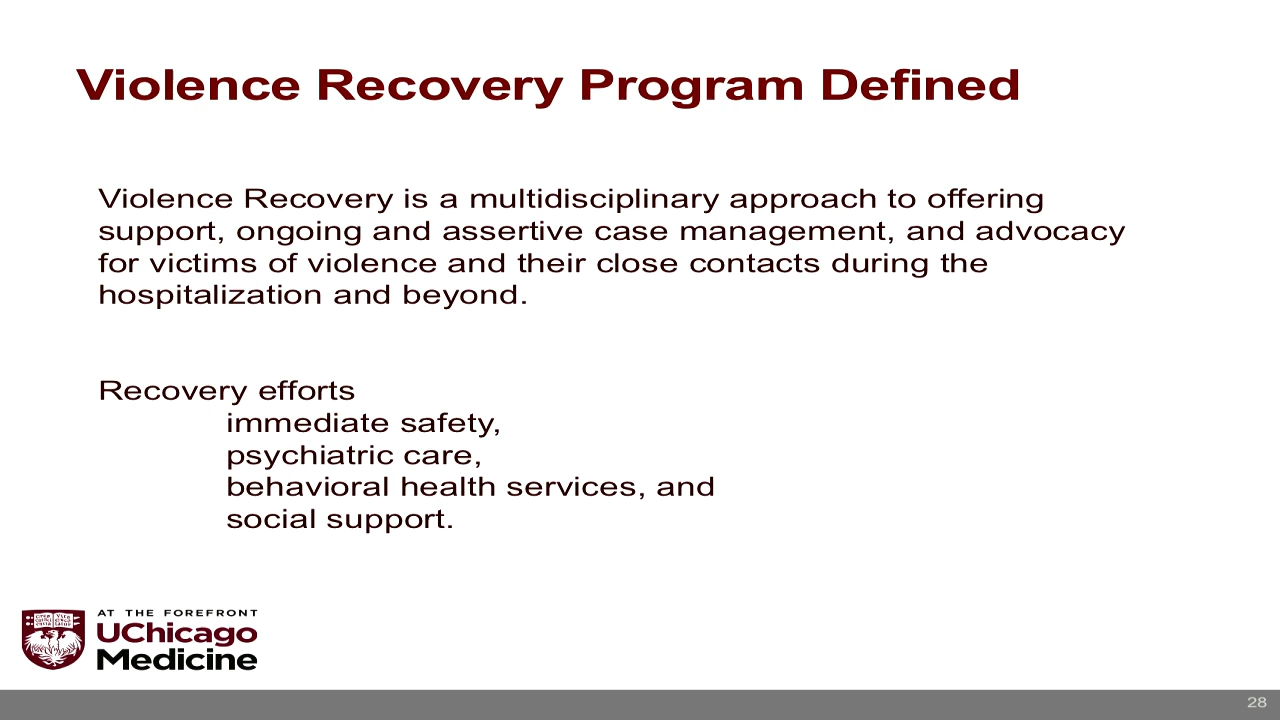 Violence Recovery Program Defined
Violence Recovery is a multidisciplinary approach to offering
support, ongoing and assertive case management, and advocacy
for victims of violence and their close contacts during the
hospitalization and beyond.
Recovery efforts
immediate safety,
psychiatric care,
behavioral health services, and
social support.
AT THE FOREFRONT
UChicago
Medicine
28